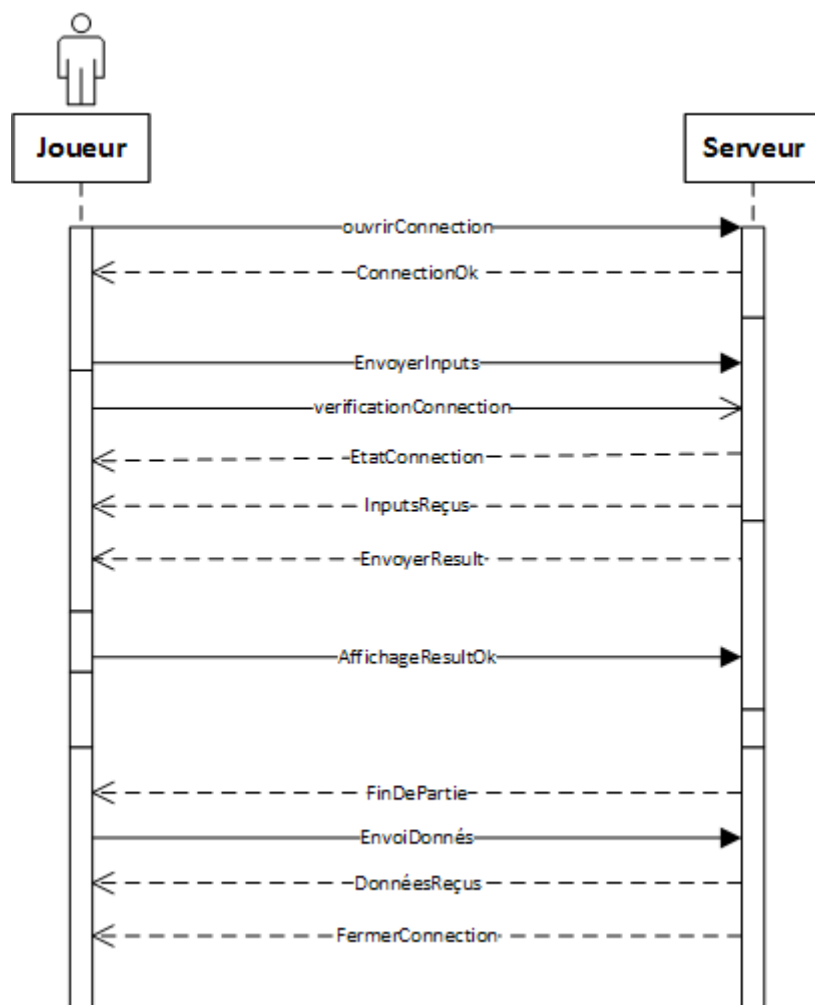 Joueur
Serveur
ouvrirConnection
ConnectionOk
EnvoyerInputs
verificationConnection
EtatConnection
InputsReçus
EnvoyerResult
AffichageResultOk
FinDePartie
EnvoiDonnés
DonnéesReçus
FermerConnection